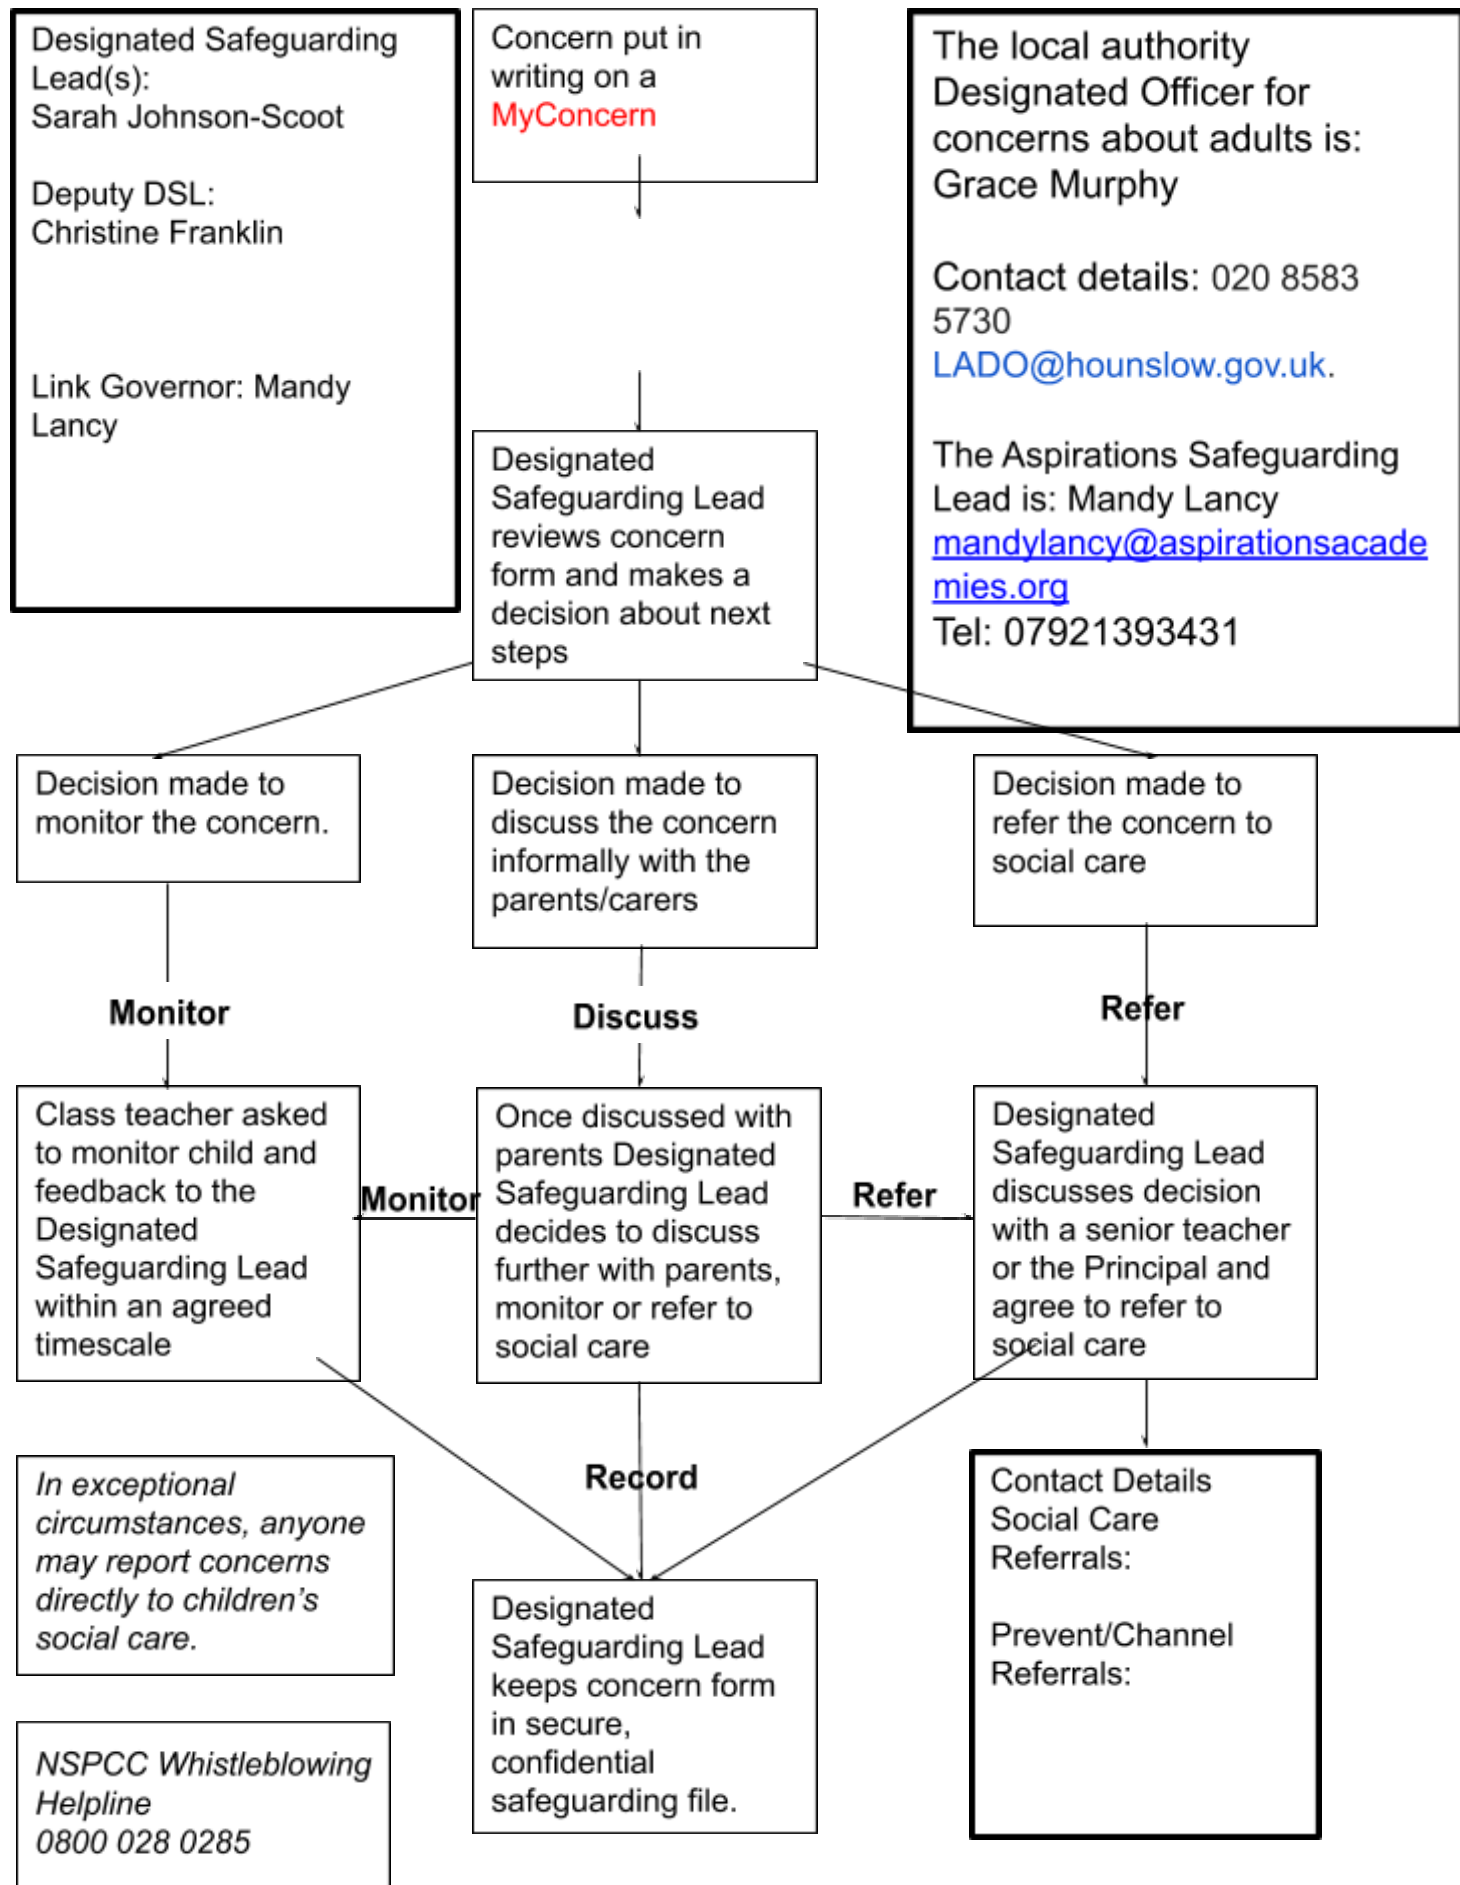 Designated Safeguarding
Lead(s):
Sarah Johnson-Scoot
Deputy DSL:
Christine Franklin
Link Governor: Mandy
Lancy
Concern put in
writing on a
MyConcern
The local authority
Designated Officer for
concerns about adults is:
Grace Murphy
Contact details: 020 8583
5730
LADO@hounslow.gov.uk.
The Aspirations Safeguarding
Lead is: Mandy Lancy
mandylancy@aspirationsacade
mies.org
Tel: 07921393431
Designated
Safeguarding Lead
reviews concern
form and makes a
decision about next
steps
Decision made to
monitor the concern.
Decision made to
discuss the concern
informally with the
parents/carers
Decision made to
refer the concern to
social care
Monitor
Discuss
Refer
Class teacher asked
to monitor child and
feedback to the
Designated
Safeguarding Lead
within an agreed
timescale
Monitor
Once discussed with
parents Designated
Safeguarding Lead
decides to discuss
further with parents,
monitor or refer to
social care
Refer
Designated
Safeguarding Lead
discusses decision
with a senior teacher
or the Principal and
agree to refer to
social care
In exceptional
circumstances, anyone
may report concerns
directly to children’s
social care.
Record
Contact Details
Social Care
Referrals:
Prevent/Channel
Referrals:
Designated
Safeguarding Lead
keeps concern form
in secure,
confidential
safeguarding file.
NSPCC Whistleblowing
Helpline
0800 028 0285